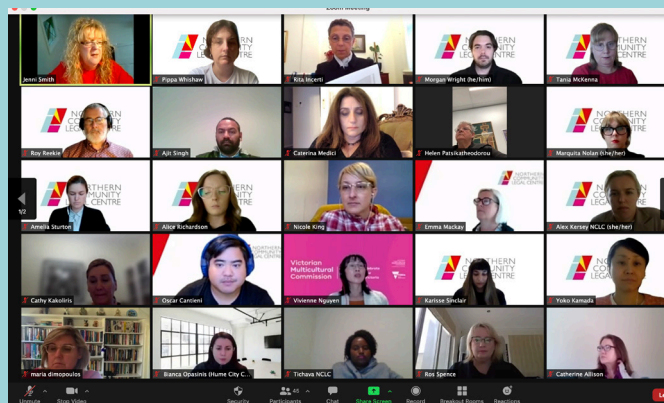 Zoom Meeting
NORTHERN
COMMUNITY
LEGAL CENTRE
Jenni Smith
Pippa Whishaw
Rita Incerti
Morgan Wright (he/him)
Tania McKenna
Roy Reekie
Ajit Singh
Caterina Medici
Helen Patsikatheodorou
Marquita Nolan (she/her)
1/2
Amelia Sturton
Alice Richardson
Nicole King
Emma Mackay
Alex Kersey NCLC (she/her)
Victorian
Multicultural
Commission
Cathy Kakoliris
Oscar Cantieni
Vivienne Nguyen
Karisse Sinclair
Yoko Kamada
maria dimopoulos
Bianca Opasinis (Hume City C...
Tichava NCLC
Ros Spence
Catherine Allison
Unmute
Stop Video
Security
Participants
45
Chat
Share Screen
Record
Breakout Rooms
Reactions